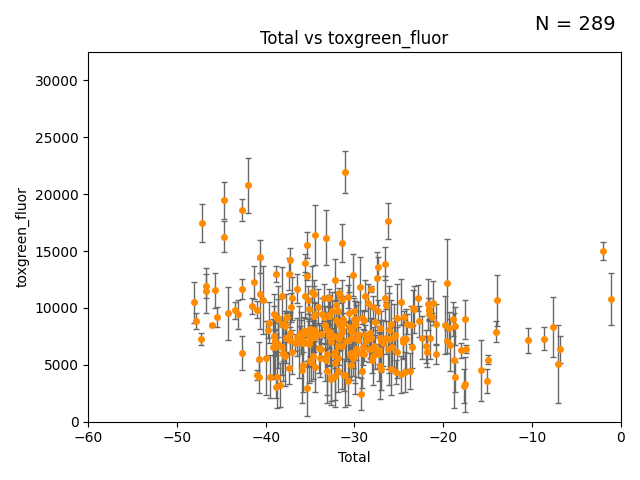 N = 289
Total vs toxgreen_fluor
30000
25000
20000
15000
10000
5000
0
toxgreen_fluor
−60 −50 −40 −30 −20 −10 0
Total